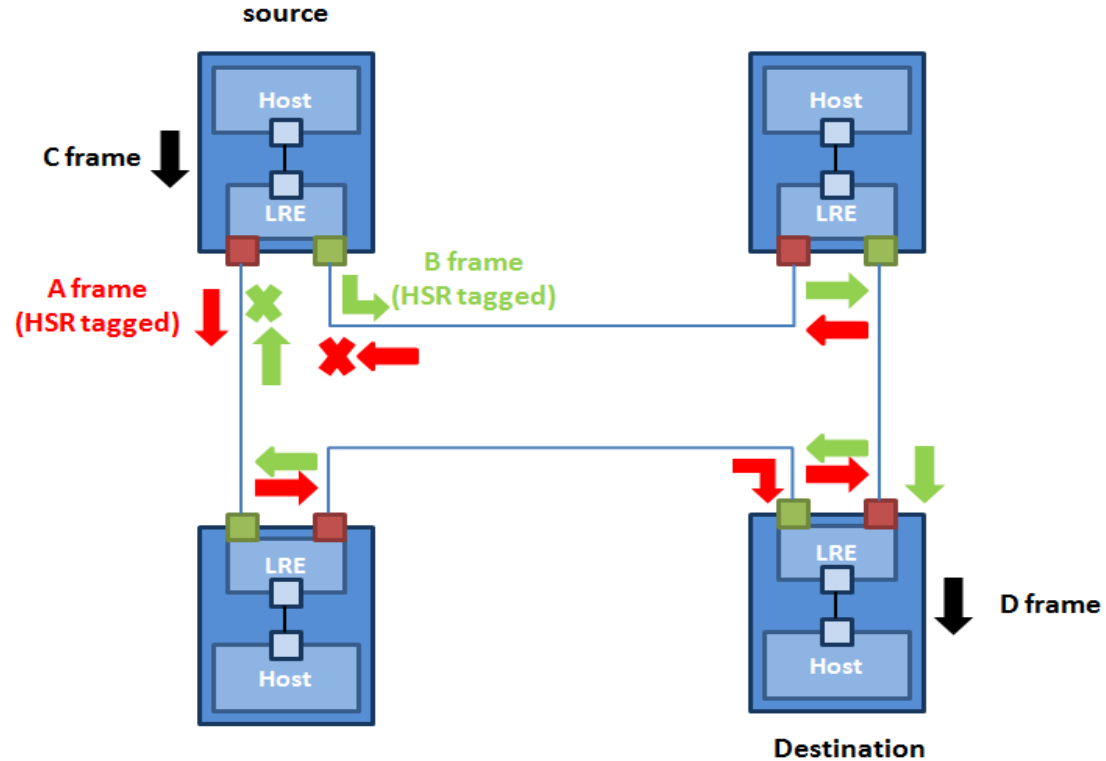 source
Host
Host
C frame
LRE
LRE
A frame
(HSR tagged)
B frame
(HSR tagged)
LRE
LRE
D frame
Host
Host
Destination